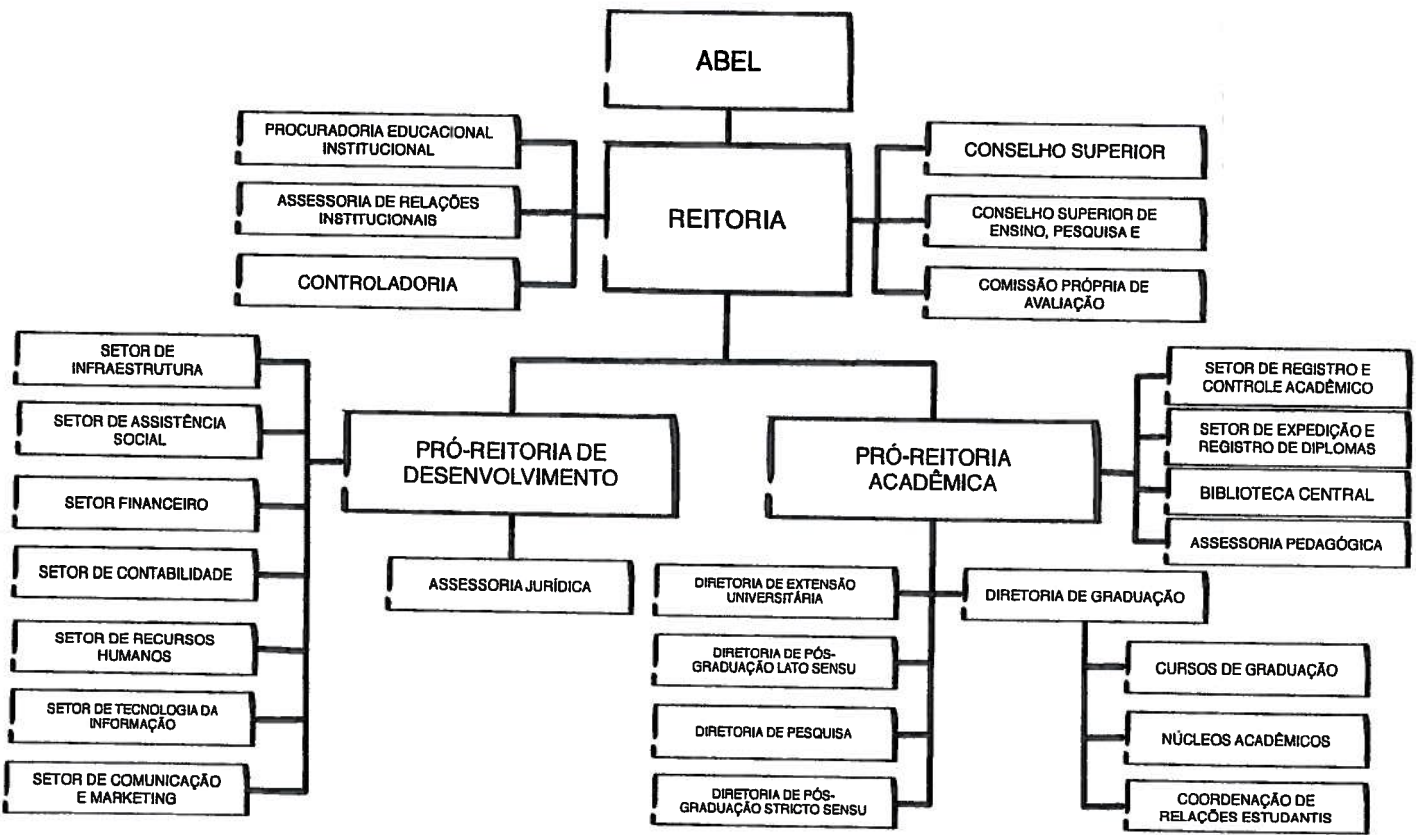 ABEL
PROCURADORIA EDUCACIONAL
INSTITUCIONAL
ASSESSORIA DE RELAÇÕES
INSTITUCIONAIS
CONTROLADORIA
REITORIA
CONSELHO SUPERIOR
CONSELHO SUPERIOR DE
ENSINO, PESQUISA E
COMISSÃO PRÓPRIA DE
AVALIAÇÃO
SETOR DE
INFRAESTRUTURA
SETOR DE ASSISTÊNCIA
SOCIAL
SETOR FINANCEIRO
SETOR DE CONTABILIDADE
SETOR DE RECURSOS
HUMANOS
SETOR DE TECNOLOGIA DA
INFORMAÇÃO
SETOR DE COMUNICAÇÃO
E MARKETING
PRÓ-REITORIA DE
DESENVOLVIMENTO
ASSESSORIA JURÍDICA
PRÓ-REITORIA
ACADÊMICA
SETOR DE REGISTRO E
CONTROLE ACADÊMICO
SETOR DE EXPEDIÇÃO E
REGISTRO DE DIPLOMAS
BIBLIOTECA CENTRAL
ASSESSORIA PEDAGÓGICA
DIRETORIA DE EXTENSÃO
UNIVERSITÁRIA
DIRETORIA DE PÓS-
GRADUAÇÃO LATO SENSU
DIRETORIA DE PESQUISA
DIRETORIA DE PÓS-
GRADUAÇÃO STRICTO SENSU
DIRETORIA DE GRADUAÇÃO
CURSOS DE GRADUAÇÃO
NÚCLEOS ACADÊMICOS
COORDENAÇÃO DE
RELAÇÕES ESTUDANTIS